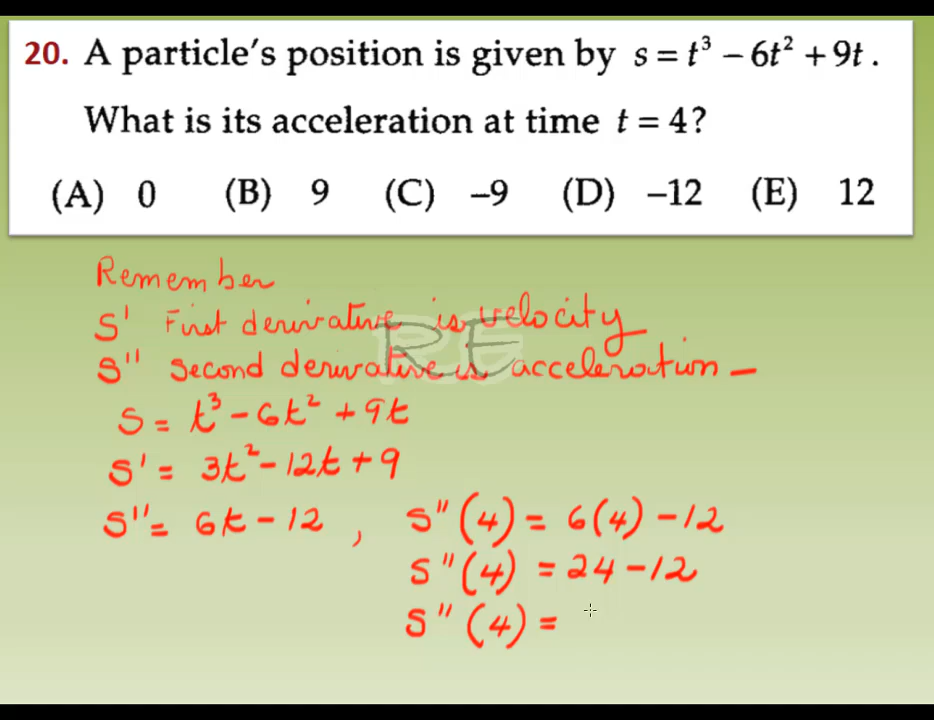 20. A particle's position is given by s = t³ − 6t² + 9t.
What is its acceleration at time t = 4?
(A) 0 (B) 9 (C) −9 (D) −12 (E) 12
Remember
S' First derivative is velocity
RE
S'' Second derivative is acceleration –
S = t³ − 6t² + 9t
S' = 3t² − 12t + 9
S'' = 6t − 12 , S''(4) = 6(4) − 12
S''(4) = 24 − 12
S''(4) =